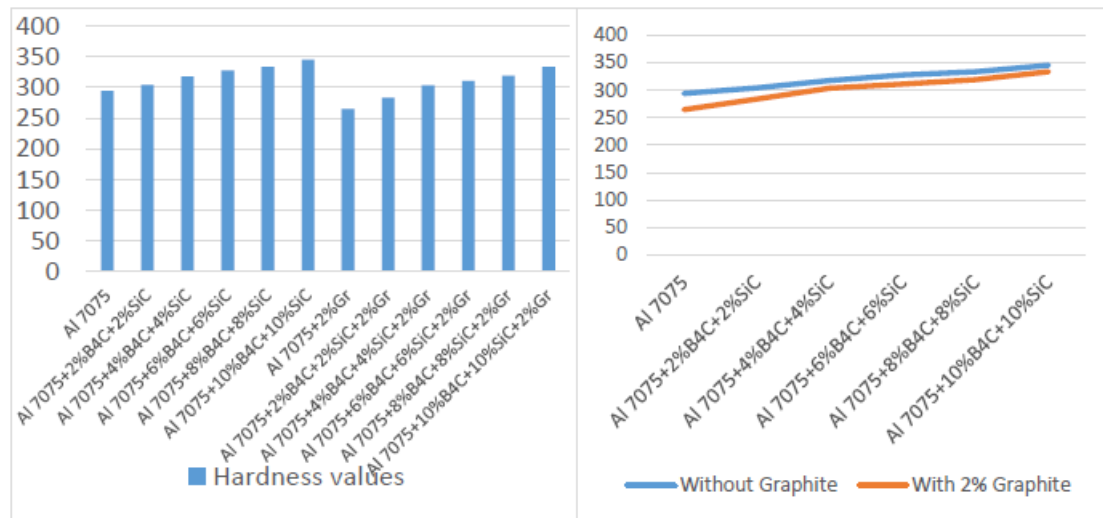 400
350
300
250
200
150
100
50
0
Al 7075
Al 7075+2%B4C+2%SiC
Al 7075+4%B4C+4%SiC
Al 7075+6%B4C+6%SiC
Al 7075+8%B4C+8%SiC
Al 7075+10%B4C+10%SiC
Al 7075+2%Gr
Al 7075+2%B4C+2%SiC+2%Gr
Al 7075+4%B4C+4%SiC+2%Gr
Al 7075+6%B4C+6%SiC+2%Gr
Al 7075+8%B4C+8%SiC+2%Gr
Al 7075+10%B4C+10%SiC+2%Gr
Hardness values
400
350
300
250
200
150
100
50
0
Al 7075
Al 7075+2%B4C+2%SiC
Al 7075+4%B4C+4%SiC
Al 7075+6%B4C+6%SiC
Al 7075+8%B4C+8%SiC
Al 7075+10%B4C+10%SiC
Without Graphite
With 2% Graphite